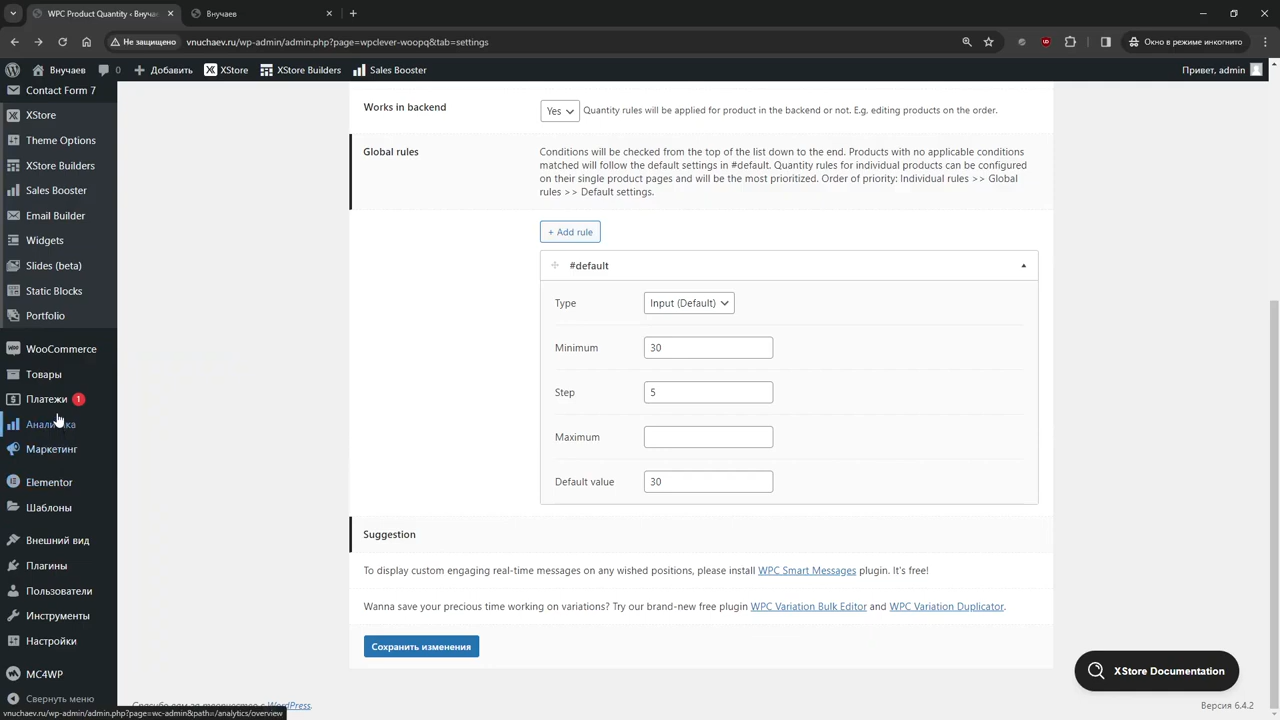 WPC Product Quantity ‹ Внучае
Внучаев
Не защищено
vnuchaev.ru/wp-admin/admin.php?page=wpclever-woopq&tab=settings
Окно в режиме инкогнито
Внучаев
0
Добавить
XStore
XStore Builders
Sales Booster
Привет, admin
Contact Form 7
XStore
Theme Options
XStore Builders
Sales Booster
Email Builder
Widgets
Slides (beta)
Static Blocks
Portfolio
WooCommerce
Товары
Платежи 1
Аналитика
Маркетинг
Elementor
Шаблоны
Внешний вид
Плагины
Пользователи
Инструменты
Настройки
MC4WP
Свернуть меню
Works in backend
Yes
Quantity rules will be applied for product in the backend or not. E.g. editing products on the order.
Global rules
Conditions will be checked from the top of the list down to the end. Products with no applicable conditions
matched will follow the default settings in #default. Quantity rules for individual products can be configured
on their single product pages and will be the most prioritized. Order of priority: Individual rules >> Global
rules >> Default settings.
+ Add rule
#default
Type
Input (Default)
Minimum
30
Step
5
Maximum
Default value
30
Suggestion
To display custom engaging real-time messages on any wished positions, please install WPC Smart Messages plugin. It's free!
Wanna save your precious time working on variations? Try our brand-new free plugin WPC Variation Bulk Editor and WPC Variation Duplicator.
Сохранить изменения
XStore Documentation
Спасибо вам за творчество с WordPress.
Версия 6.4.2
vnuchaev.ru/wp-admin/admin.php?page=wc-admin&path=/analytics/overview